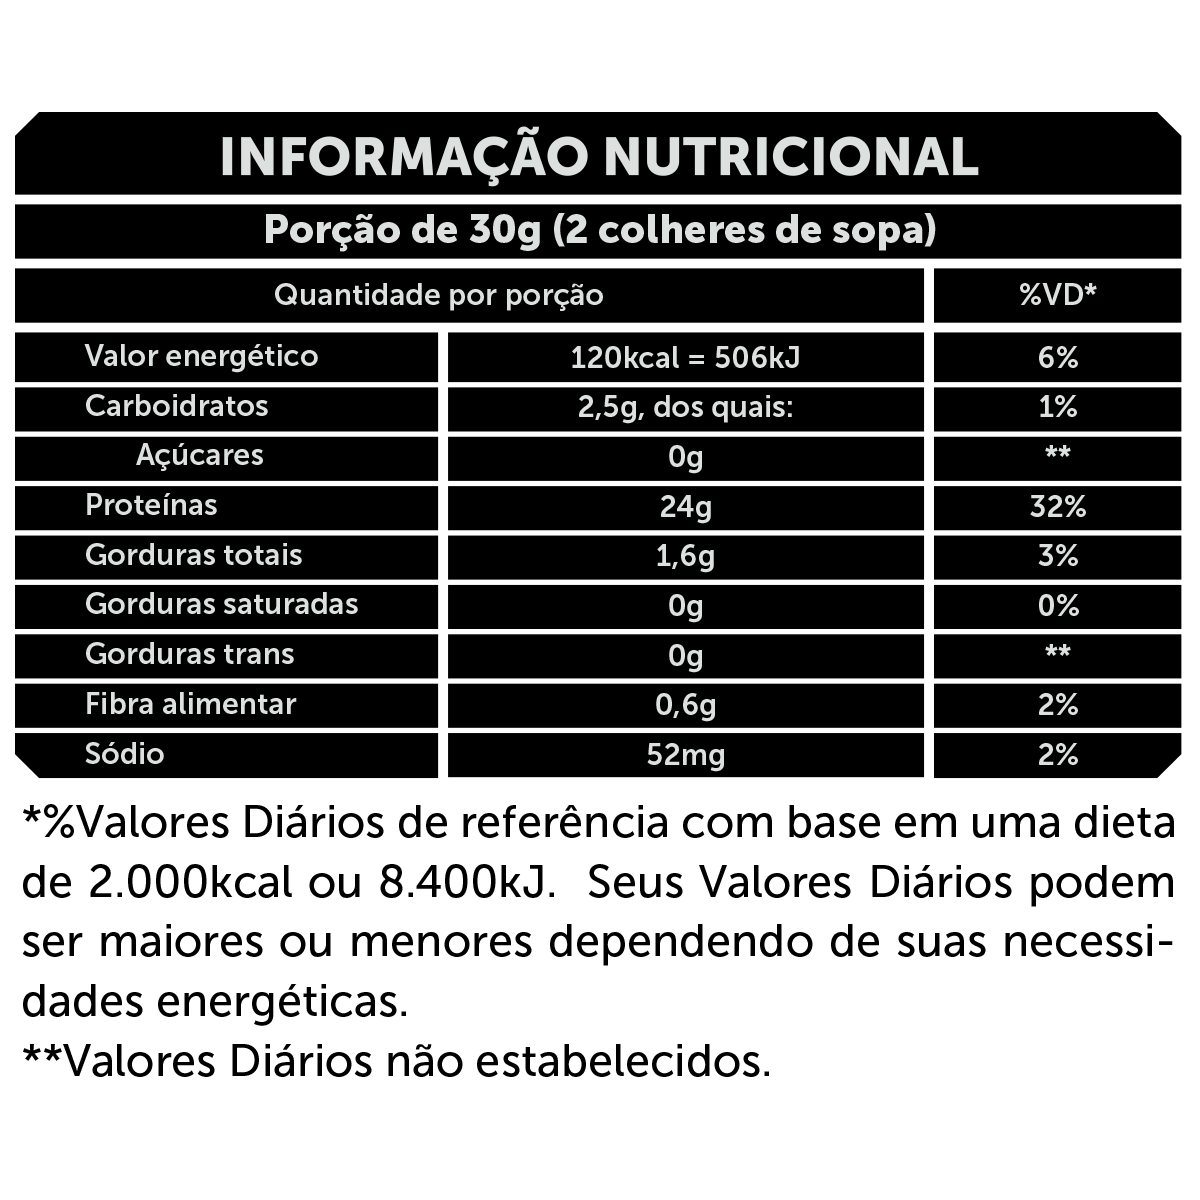 INFORMAÇÃO NUTRICIONAL
Porção de 30g (2 colheres de sopa)
Quantidade por porção %VD*
Valor energético 120kcal = 506kJ 6%
Carboidratos 2,5g, dos quais: 1%
Açúcares 0g **
Proteínas 24g 32%
Gorduras totais 1,6g 3%
Gorduras saturadas 0g 0%
Gorduras trans 0g **
Fibra alimentar 0,6g 2%
Sódio 52mg 2%
*%Valores Diários de referência com base em uma dieta
de 2.000kcal ou 8.400kJ. Seus Valores Diários podem
ser maiores ou menores dependendo de suas necessi-
dades energéticas.
**Valores Diários não estabelecidos.